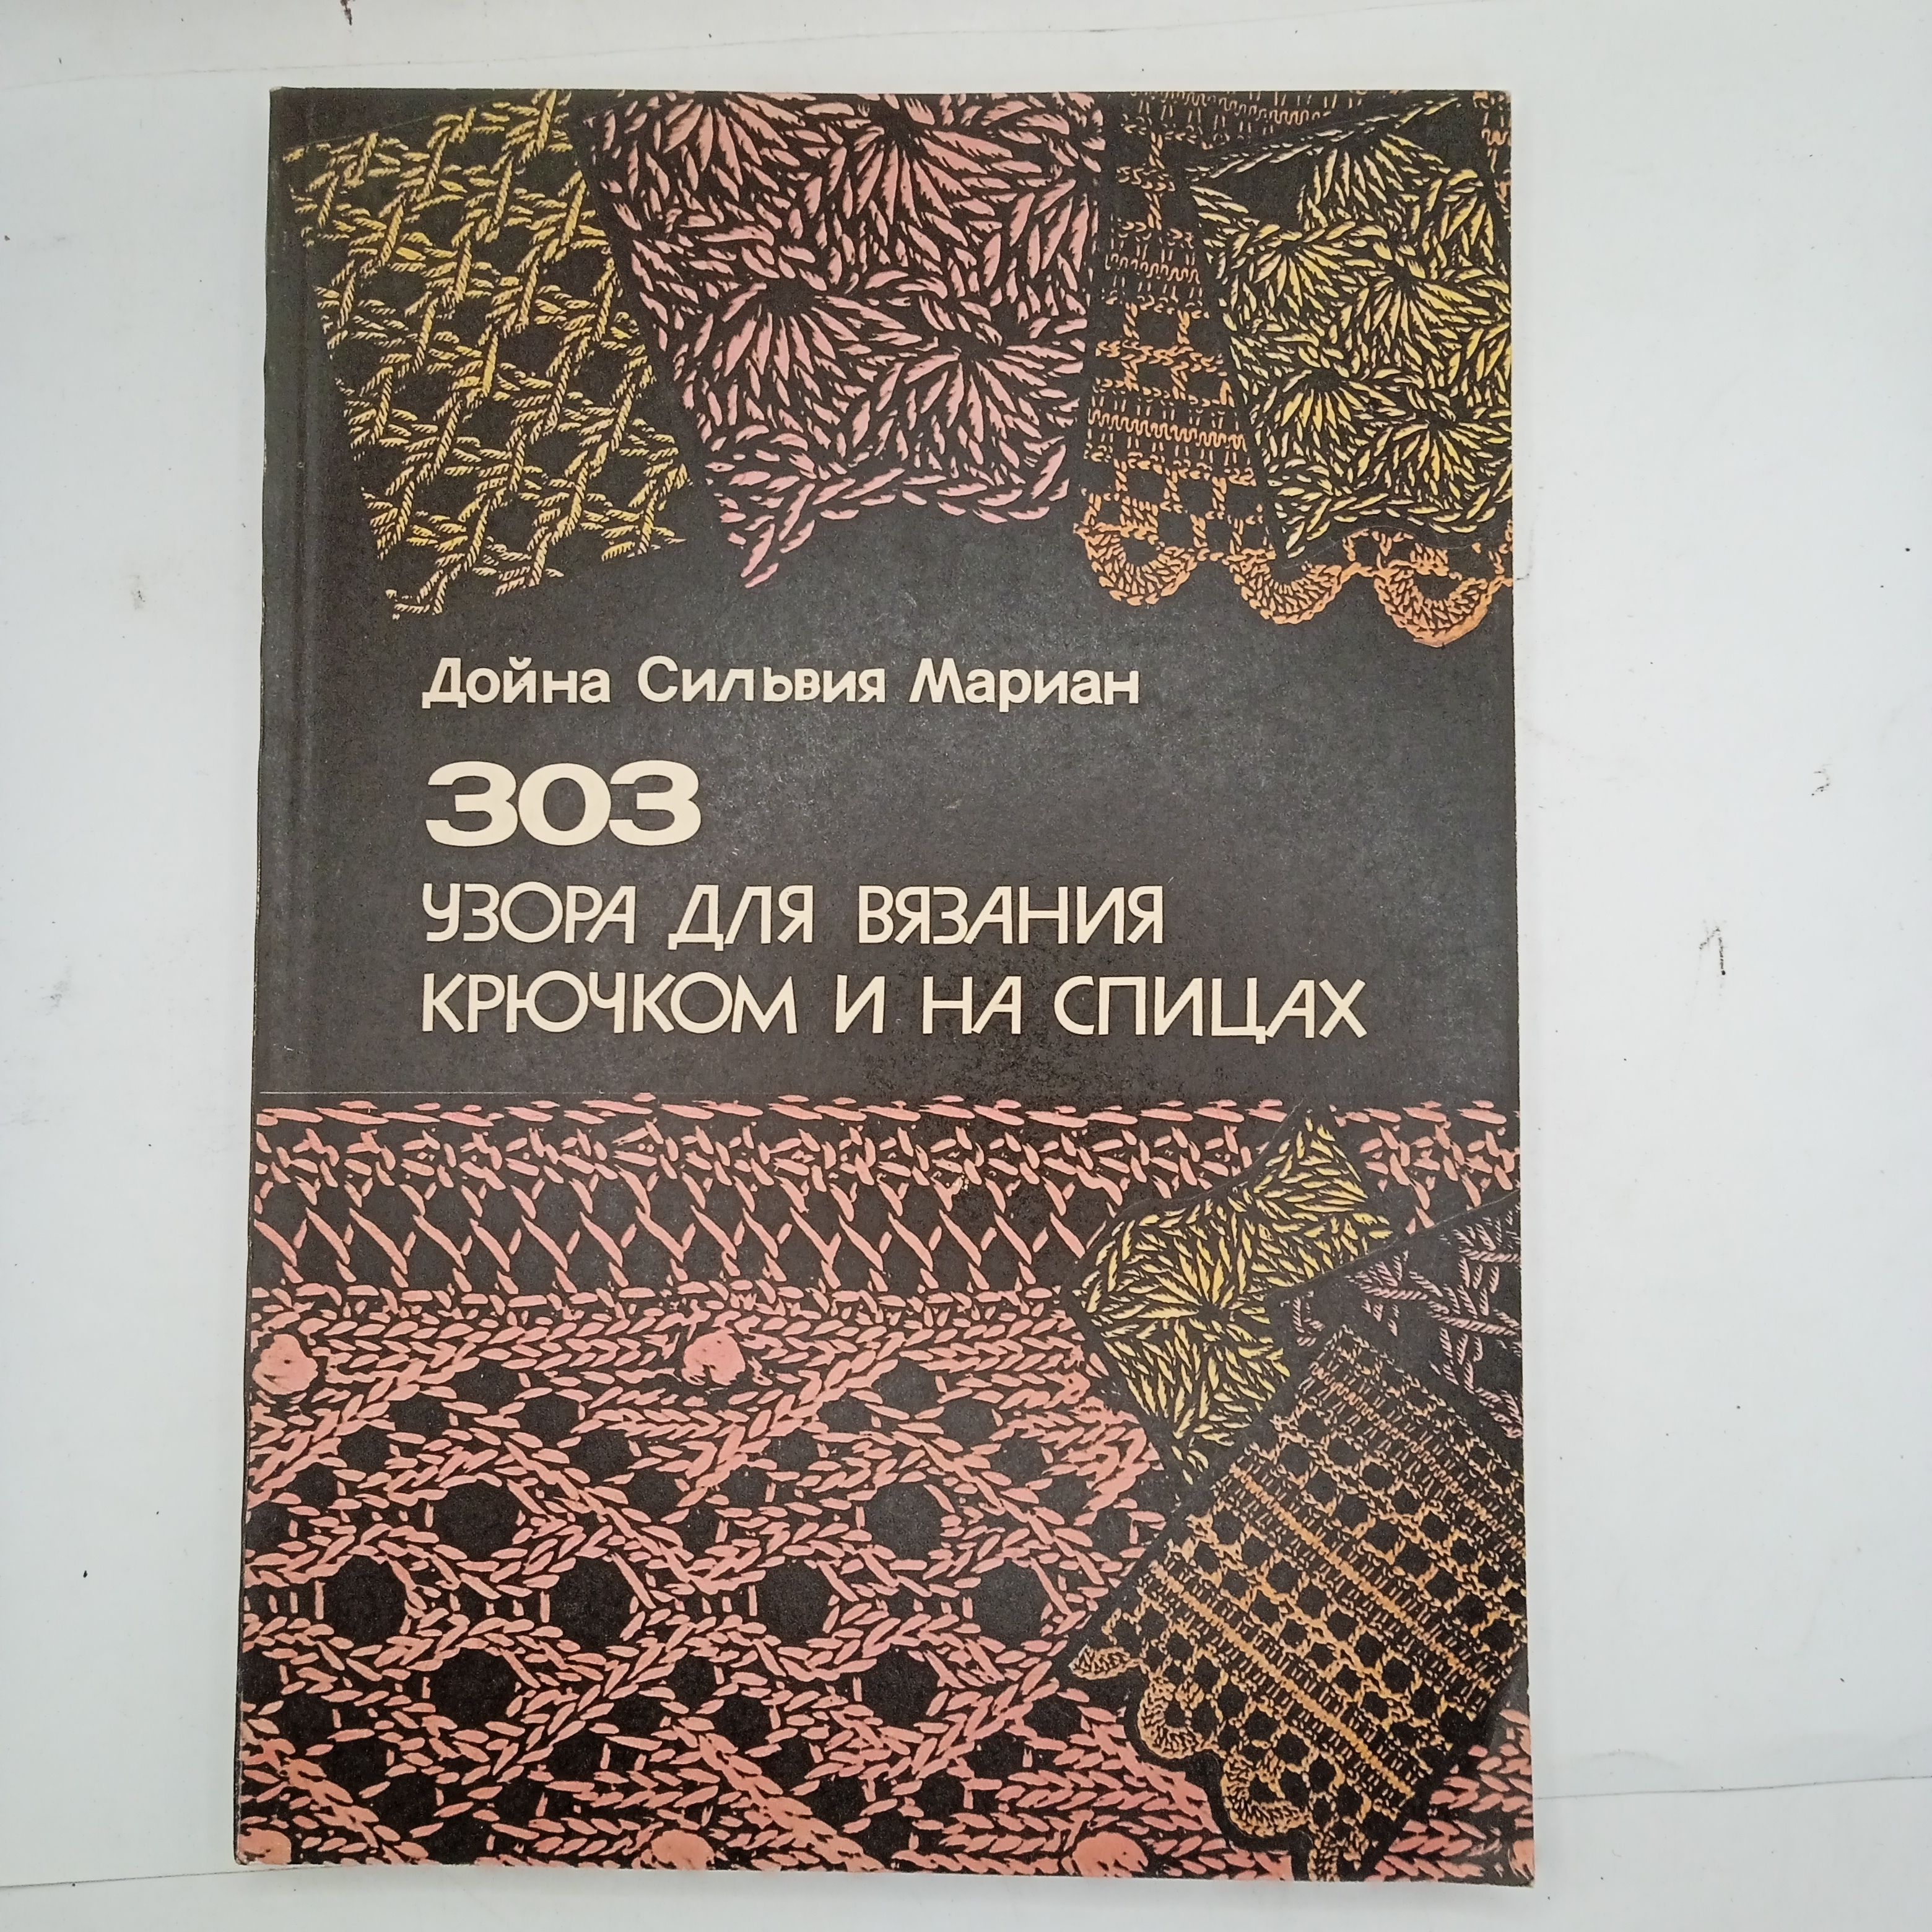 Дойна Сильвия Мариан
303
УЗОРА ДЛЯ ВЯЗАНИЯ
КРЮЧКОМ И НА СПИЦАХ